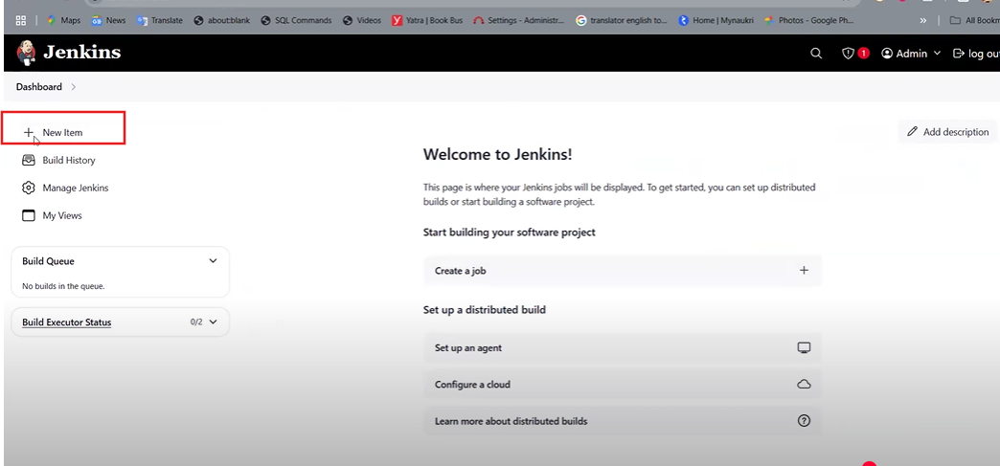 Maps News Translate about:blank SQL Commands Videos Yatra | Book Bus Settings - Administr... translator english to... Home | Mynaukri Photos - Google Ph... » All Bookm
Jenkins 1 Admin log ou
Dashboard
New Item
Add description
Build History
Manage Jenkins
My Views
Build Queue
No builds in the queue.
Build Executor Status 0/2
Welcome to Jenkins!
This page is where your Jenkins jobs will be displayed. To get started, you can set up distributed
builds or start building a software project.
Start building your software project
Create a job
Set up a distributed build
Set up an agent
Configure a cloud
Learn more about distributed builds